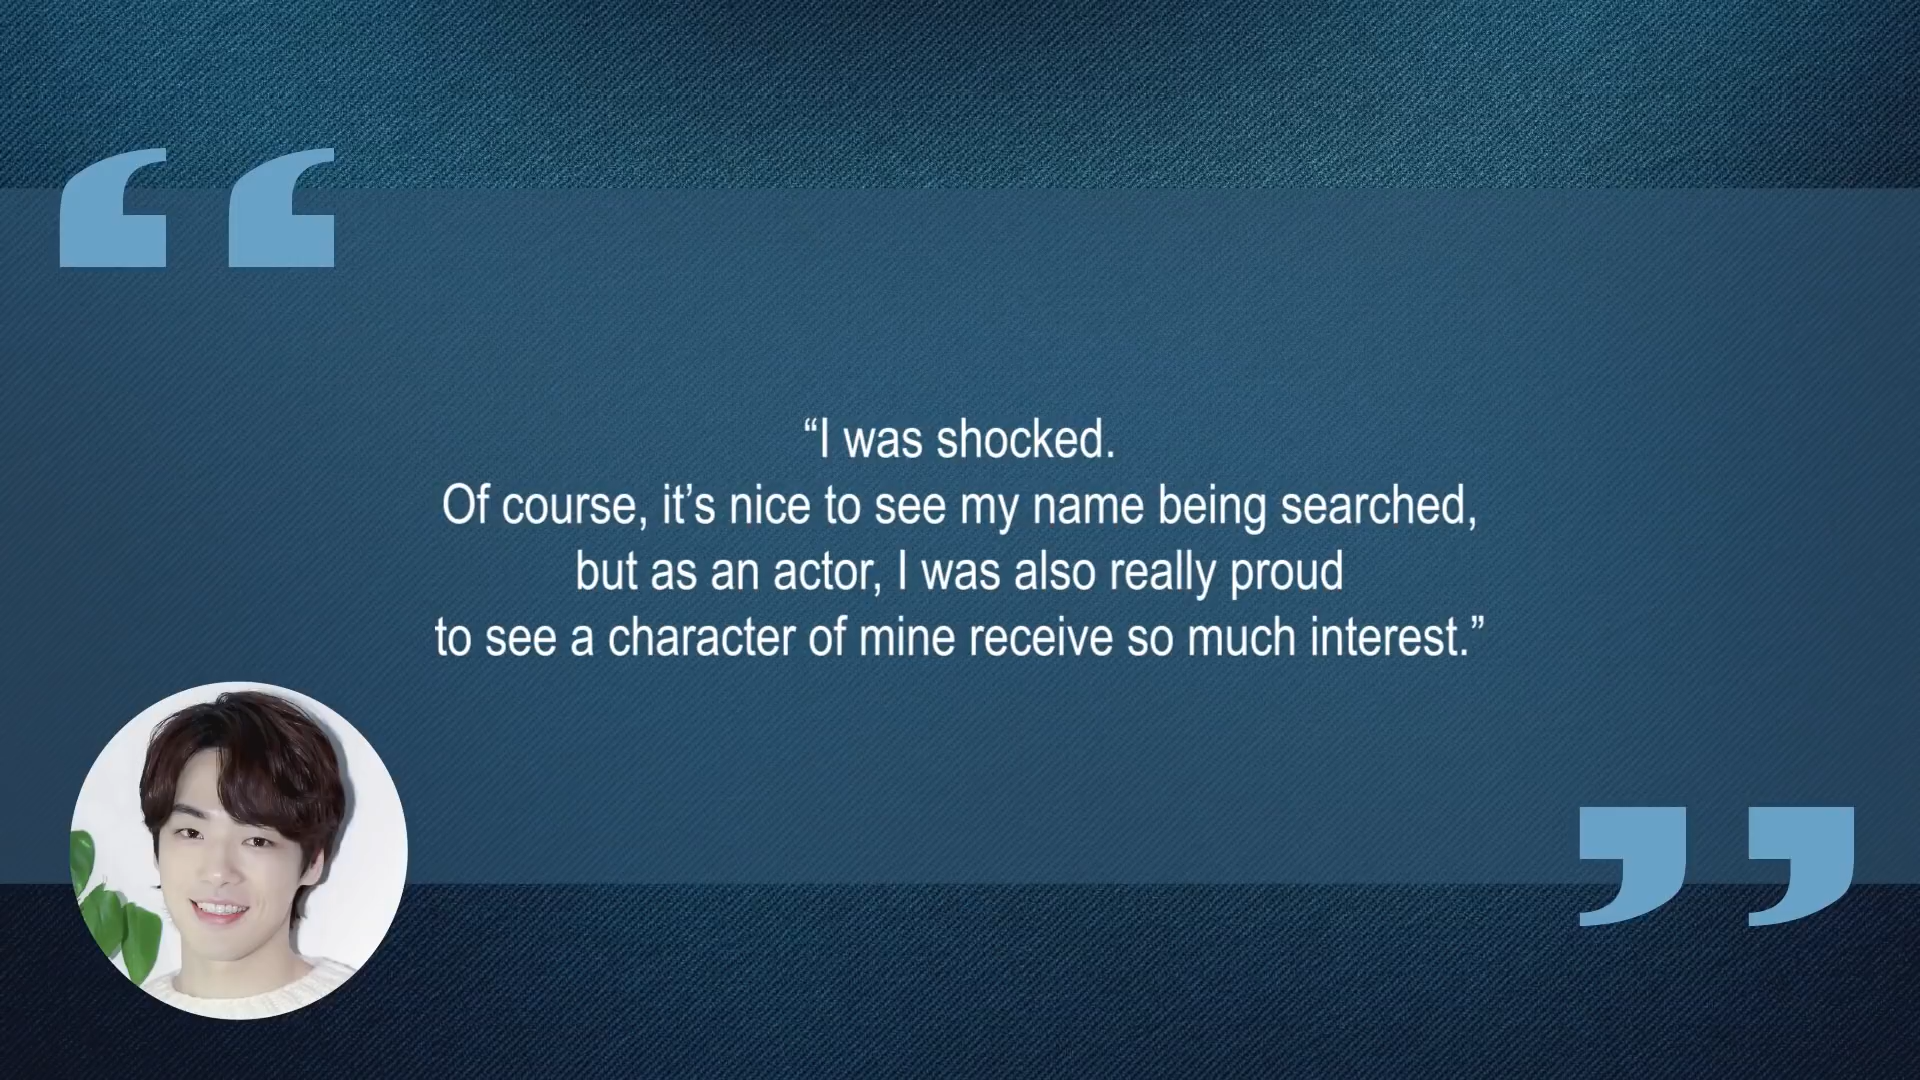 “I was shocked.
Of course, it’s nice to see my name being searched,
but as an actor, I was also really proud
to see a character of mine receive so much interest.”